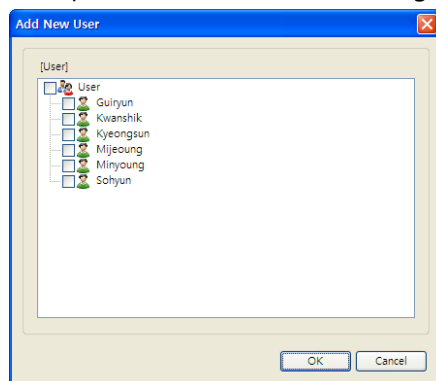 Add New User
[User]
User
Guiryun
Kwanshik
Kyeongsun
Mijeoung
Minyoung
Sohyun
OK Cancel